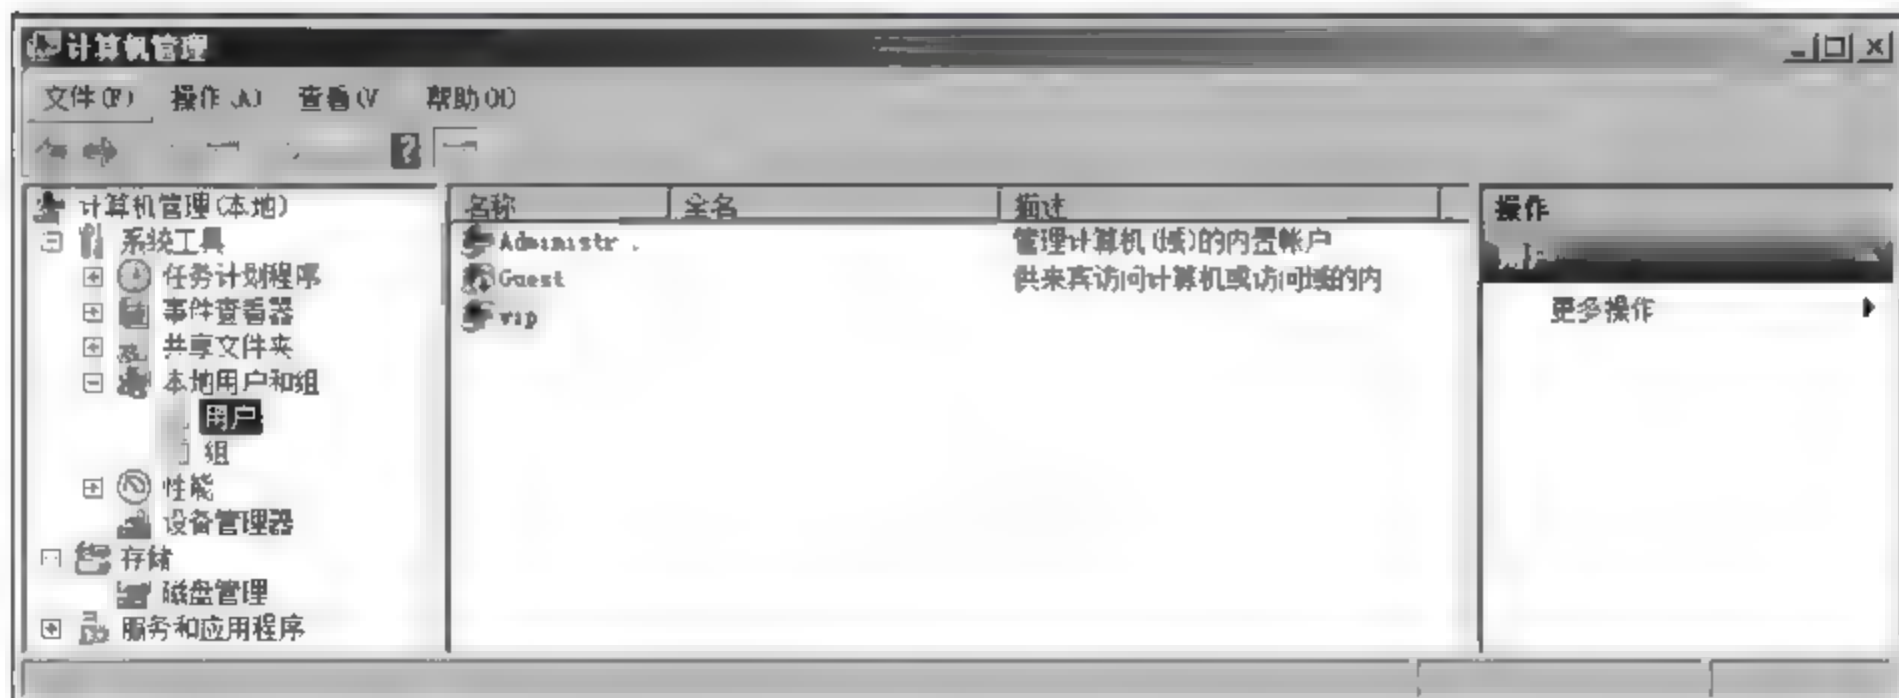 计算机管理
文件(F) 操作(A) 查看(V 帮助(H)
计算机管理(本地)
系统工具
任务计划程序
事件查看器
共享文件夹
本地用户和组
用户
组
性能
设备管理器
存储
磁盘管理
服务和应用程序
名称 全名 描述
Administr... 管理计算机(域)的内置帐户
Guest 供来宾访问计算机或访问域的内
vip
操作
更多操作